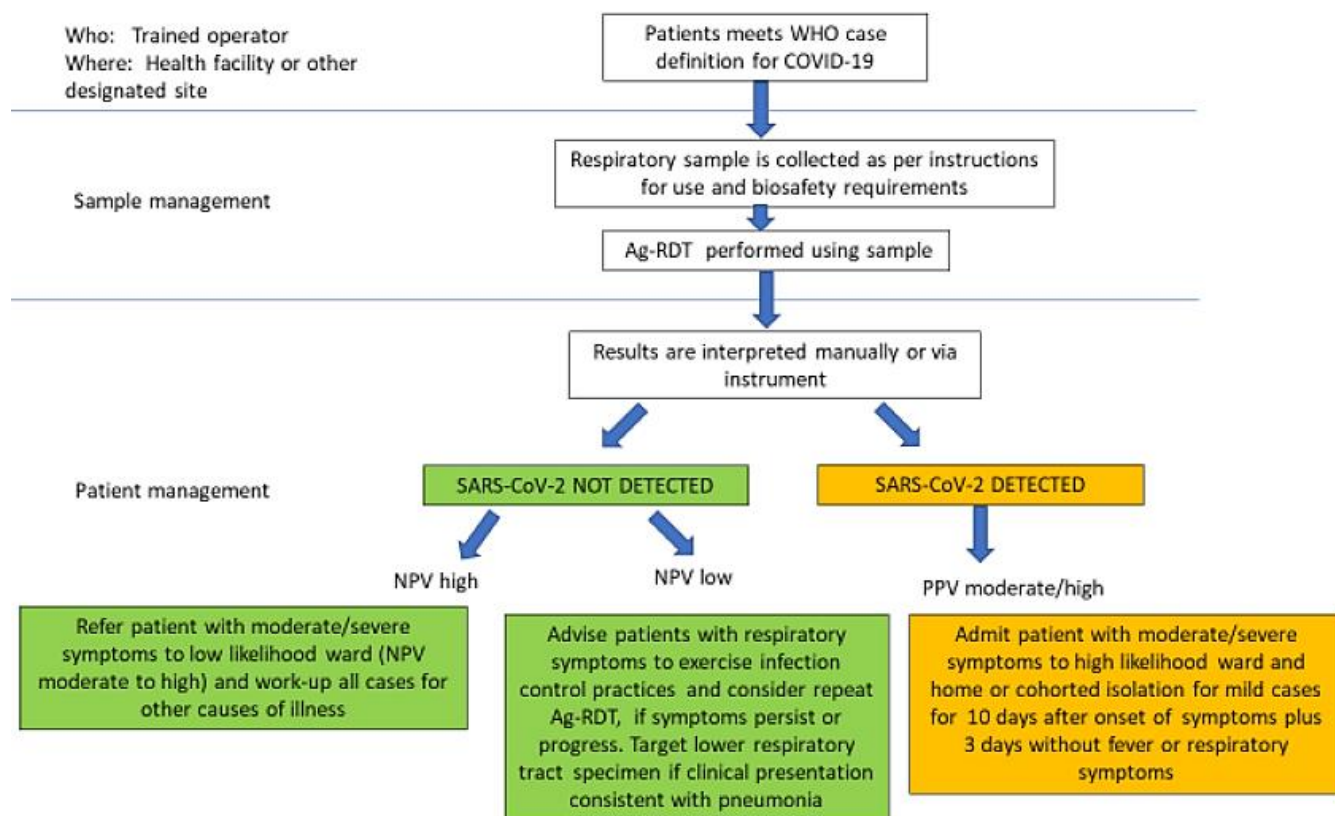 Who: Trained operator
Where: Health facility or other
designated site
Patients meets WHO case
definition for COVID-19
Sample management
Respiratory sample is collected as per instructions
for use and biosafety requirements
Ag-RDT performed using sample
Results are interpreted manually or via
instrument
Patient management
SARS-CoV-2 NOT DETECTED
SARS-CoV-2 DETECTED
NPV high
NPV low
PPV moderate/high
Refer patient with moderate/severe
symptoms to low likelihood ward (NPV
moderate to high) and work-up all cases for
other causes of illness
Advise patients with respiratory
symptoms to exercise infection
control practices and consider repeat
Ag-RDT, if symptoms persist or
progress. Target lower respiratory
tract specimen if clinical presentation
consistent with pneumonia
Admit patient with moderate/severe
symptoms to high likelihood ward and
home or cohorted isolation for mild cases
for 10 days after onset of symptoms plus
3 days without fever or respiratory
symptoms